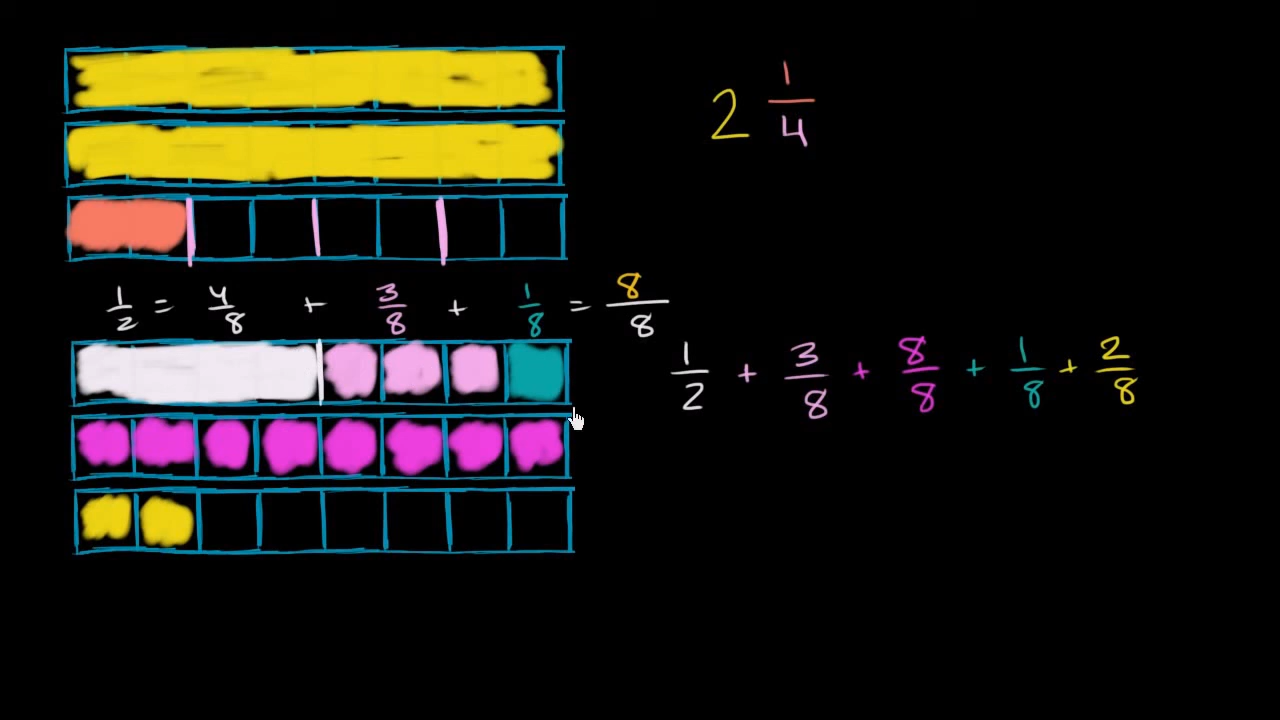 2 1/4
1/2 = 4/8 + 3/8 + 1/8 = 8/8
1/2 + 3/8 + 8/8 + 1/8 + 2/8